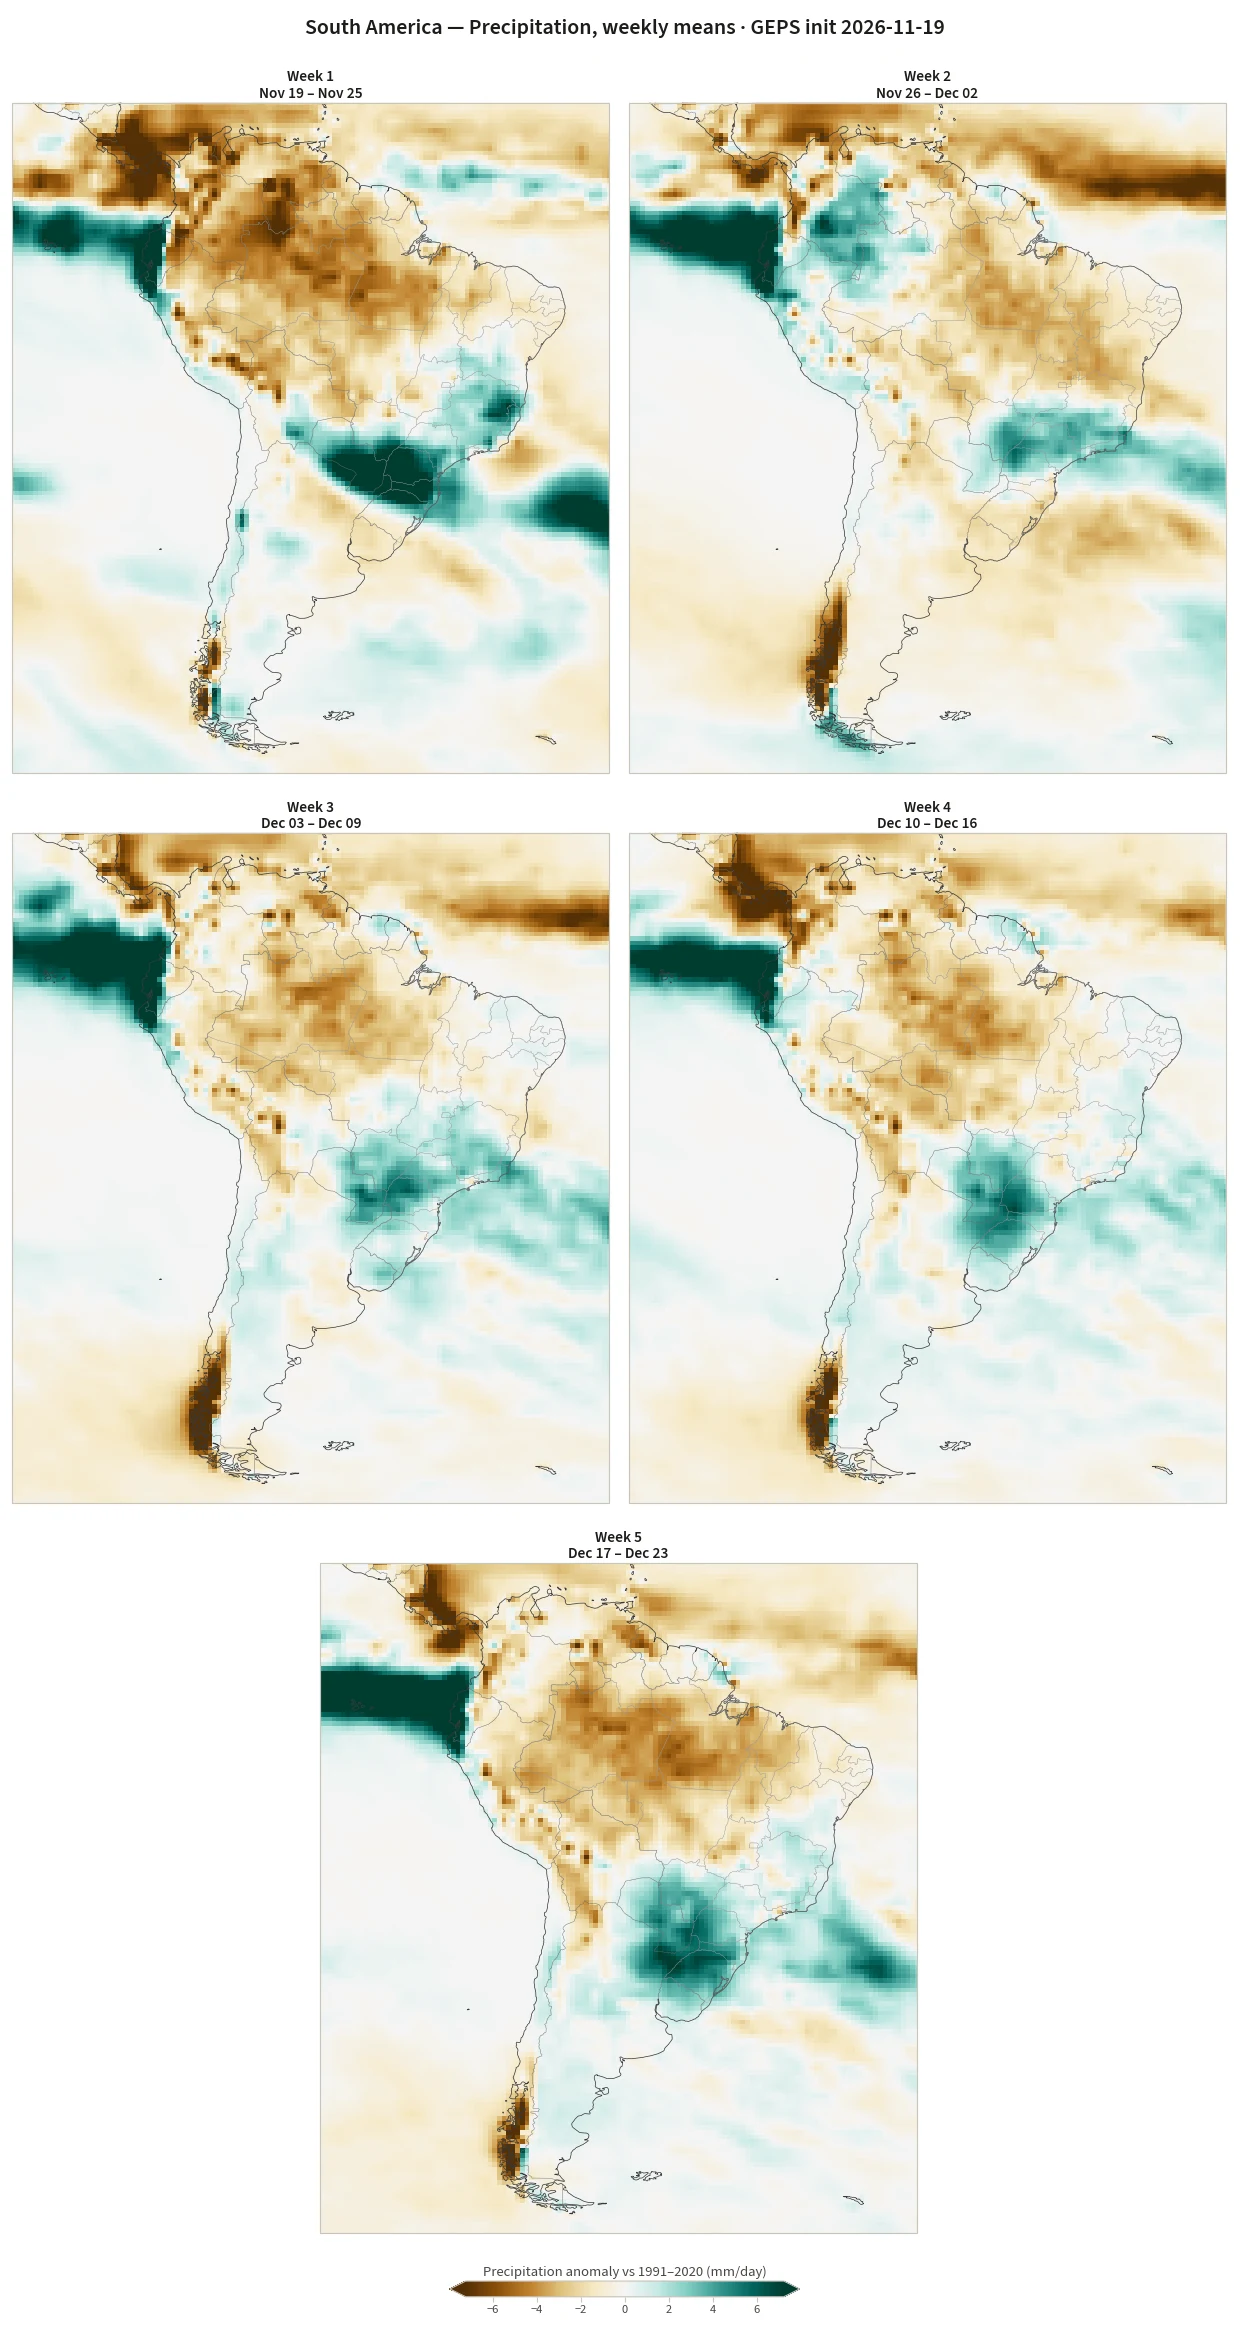 South America — Precipitation, weekly means · GEPS init 2026-11-19
Week 1
Nov 19 – Nov 25
Week 2
Nov 26 – Dec 02
Week 3
Dec 03 – Dec 09
Week 4
Dec 10 – Dec 16
Week 5
Dec 17 – Dec 23
Precipitation anomaly vs 1991–2020 (mm/day)
−6 −4 −2 0 2 4 6